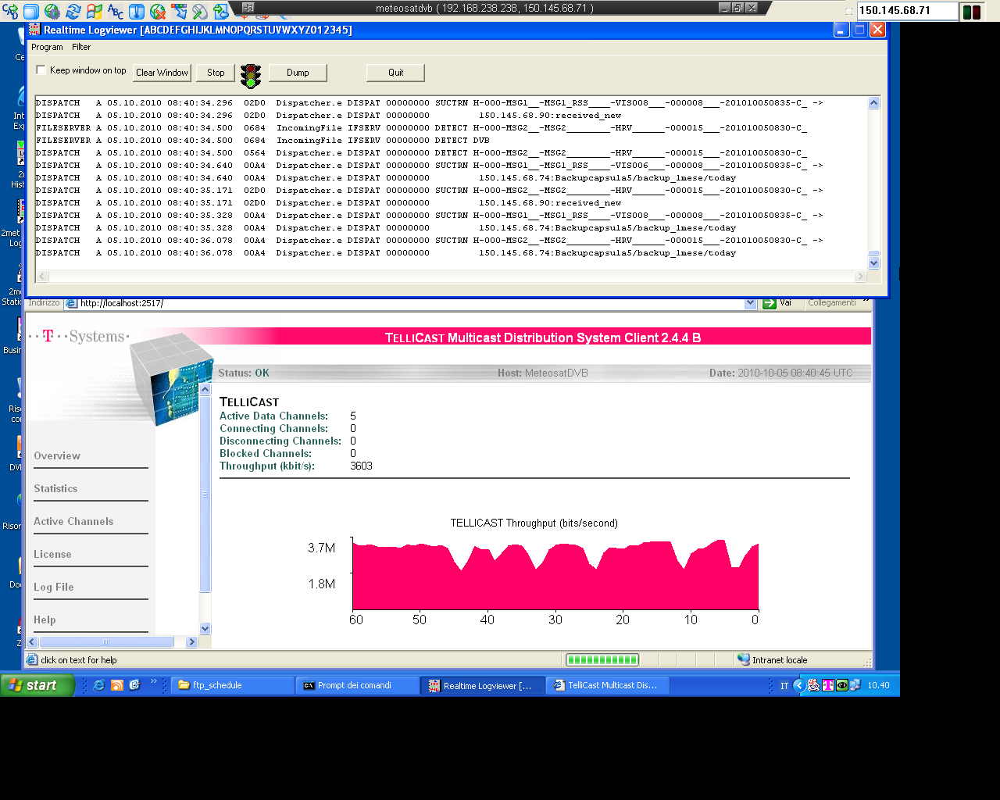 meteosatdvb ( 192.168.238.238, 150.145.68.71 )
150.145.68.71
Realtime Logviewer [ABCDEFGHIJKLMNOPQRSTUVWXYZ012345]
Program Filter
Keep window on top Clear Window Stop Dump Quit
DISPATCH A 05.10.2010 08:40:34.296 02D0 Dispatcher.e DISPAT 00000000 SUCTRN H-000-MSG1__-MSG1_RSS____-VIS008___-000008___-201010050835-C_ ->
DISPATCH A 05.10.2010 08:40:34.296 02D0 Dispatcher.e DISPAT 00000000 150.145.68.90:received_new
FILESERVER A 05.10.2010 08:40:34.500 0684 IncomingFile IFSERV 00000000 DETECT H-000-MSG2__-MSG2________-HRV______-000015___-201010050830-C_
FILESERVER A 05.10.2010 08:40:34.500 0684 IncomingFile IFSERV 00000000 DETECT DVB
DISPATCH A 05.10.2010 08:40:34.500 0564 Dispatcher.e DISPAT 00000000 DETECT H-000-MSG2__-MSG2________-HRV______-000015___-201010050830-C_
DISPATCH A 05.10.2010 08:40:34.640 00A4 Dispatcher.e DISPAT 00000000 SUCTRN H-000-MSG1__-MSG1_RSS____-VIS006___-000008___-201010050835-C_ ->
DISPATCH A 05.10.2010 08:40:34.640 00A4 Dispatcher.e DISPAT 00000000 150.145.68.74:Backupcapsula5/backup_lmese/today
DISPATCH A 05.10.2010 08:40:35.171 02D0 Dispatcher.e DISPAT 00000000 SUCTRN H-000-MSG2__-MSG2________-HRV______-000015___-201010050830-C_ ->
DISPATCH A 05.10.2010 08:40:35.171 02D0 Dispatcher.e DISPAT 00000000 150.145.68.90:received_new
DISPATCH A 05.10.2010 08:40:35.328 00A4 Dispatcher.e DISPAT 00000000 SUCTRN H-000-MSG1__-MSG1_RSS____-VIS008___-000008___-201010050835-C_ ->
DISPATCH A 05.10.2010 08:40:35.328 00A4 Dispatcher.e DISPAT 00000000 150.145.68.74:Backupcapsula5/backup_lmese/today
DISPATCH A 05.10.2010 08:40:36.078 00A4 Dispatcher.e DISPAT 00000000 SUCTRN H-000-MSG2__-MSG2________-HRV______-000015___-201010050830-C_ ->
DISPATCH A 05.10.2010 08:40:36.078 00A4 Dispatcher.e DISPAT 00000000 150.145.68.74:Backupcapsula5/backup_lmese/today
Indirizzo http://localhost:2517/ Vai Collegamenti
T Systems
TELLICAST Multicast Distribution System Client 2.4.4 B
Status: OK Host: MeteosatDVB Date: 2010-10-05 08:40:45 UTC
TELLICAST
Active Data Channels: 5
Connecting Channels: 0
Disconnecting Channels: 0
Blocked Channels: 0
Throughput (kbit/s): 3603
Overview
Statistics
Active Channels
License
Log File
Help
TELLICAST Throughput (bits/second)
3.7M
1.8M
60 50 40 30 20 10 0
click on text for help Intranet locale
start ftp_schedule Prompt dei comandi Realtime Logviewer [... TelliCast Multicast Dis... IT 10.40